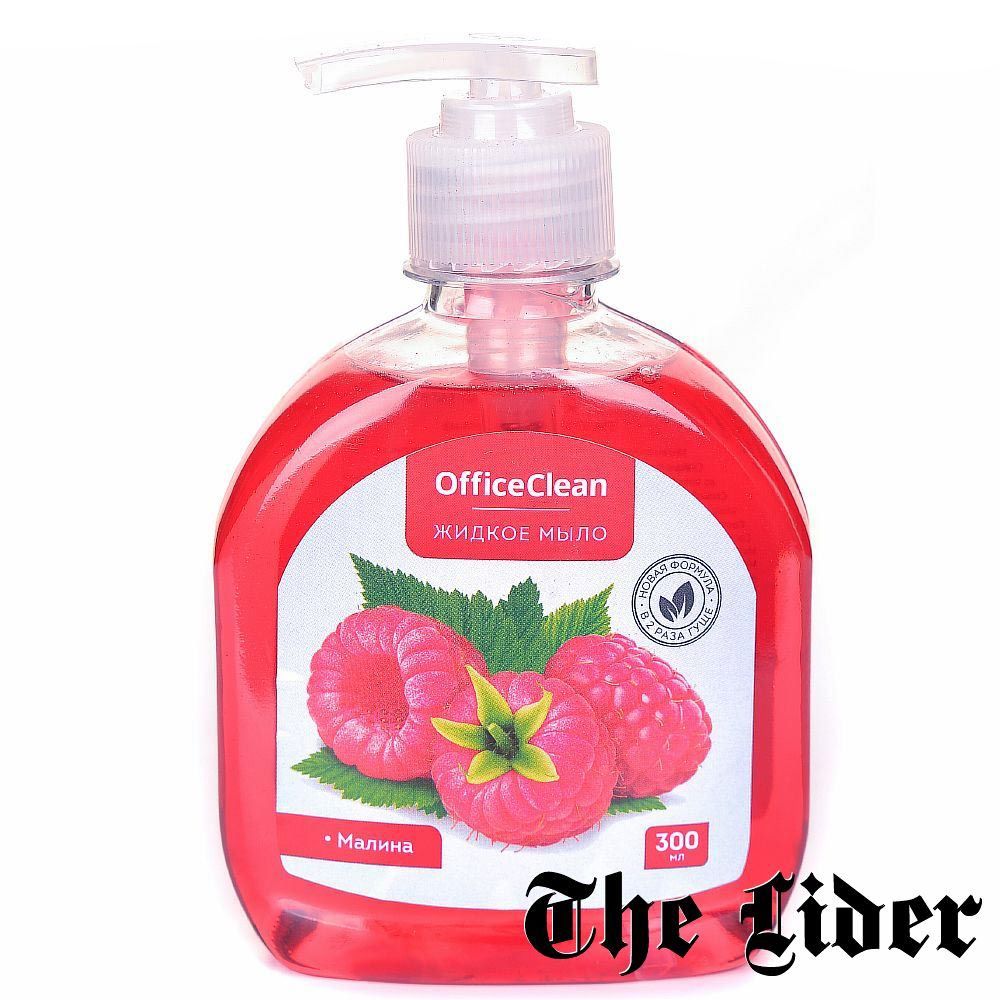 OfficeClean
ЖИДКОЕ МЫЛО
• НОВАЯ ФОРМУЛА •
В 2 РАЗА ГУЩЕ
• Малина
300
МЛ
The Lider